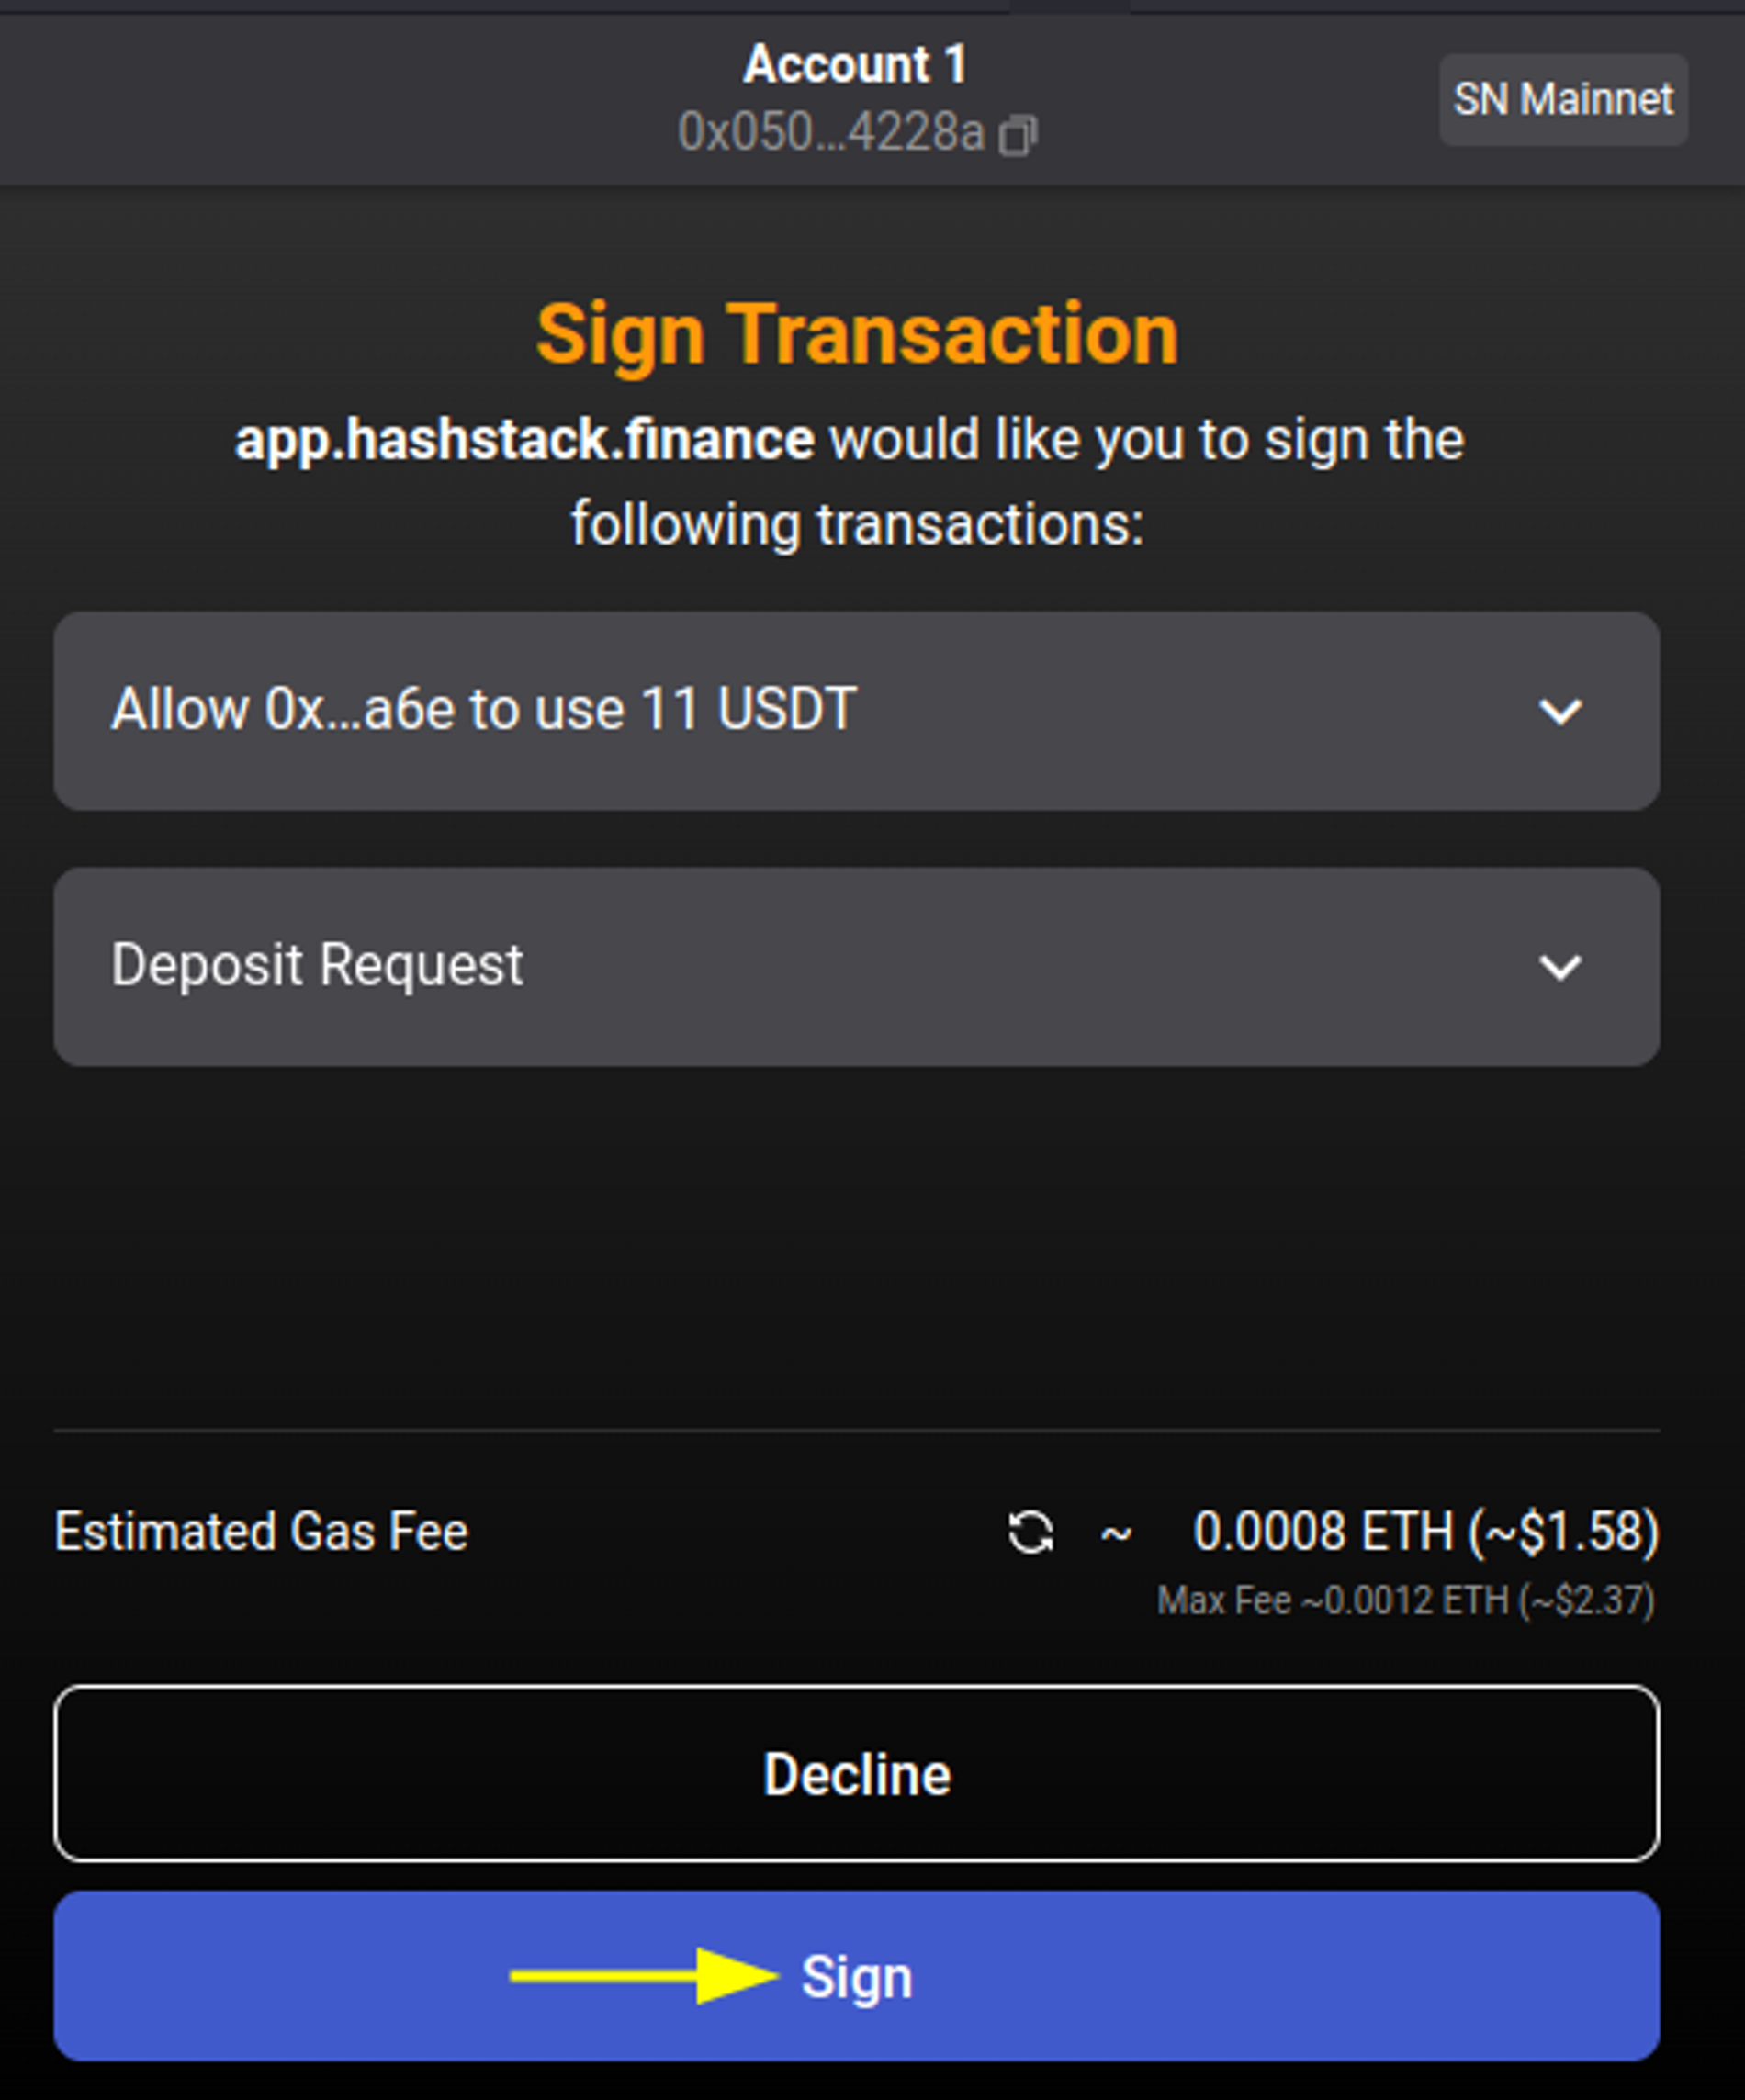 Account 1
0x050...4228a
SN Mainnet
Sign Transaction
app.hashstack.finance would like you to sign the
following transactions:
Allow 0x...a6e to use 11 USDT
Deposit Request
Estimated Gas Fee ~ 0.0008 ETH (~$1.58)
Max Fee ~0.0012 ETH (~$2.37)
Decline
Sign